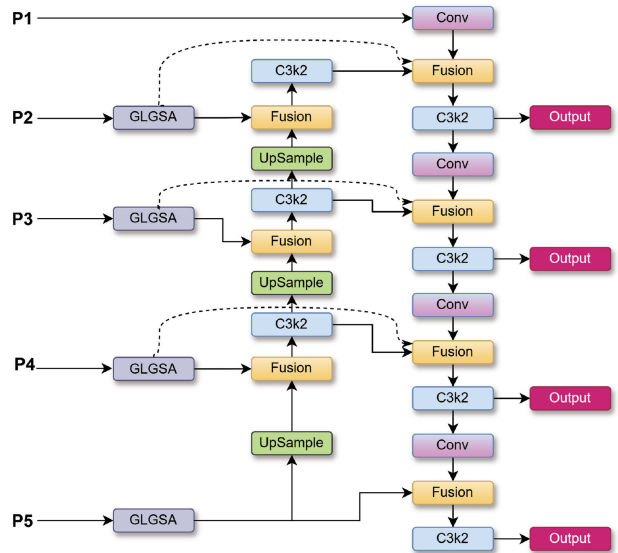 P1
Conv
C3k2
Fusion
P2
GLGSA
Fusion
C3k2
Output
UpSample
Conv
P3
GLGSA
C3k2
Fusion
Fusion
C3k2
Output
UpSample
Conv
C3k2
Fusion
P4
GLGSA
Fusion
C3k2
Output
UpSample
Conv
Fusion
P5
GLGSA
C3k2
Output